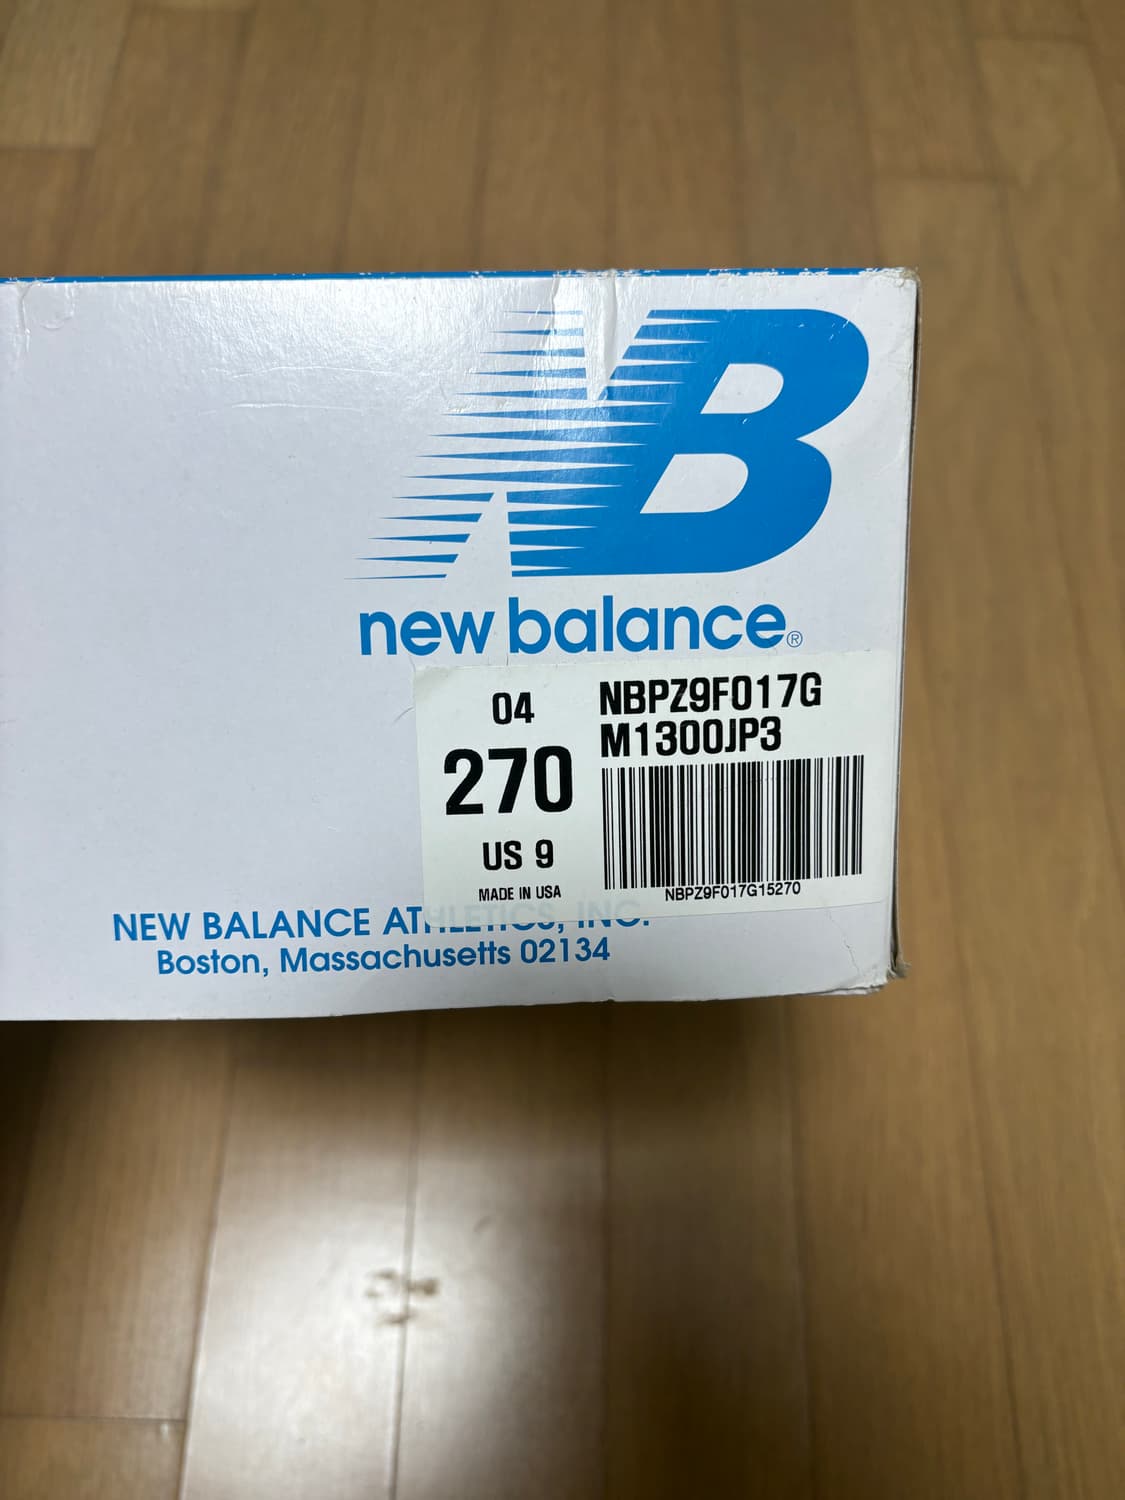 NB
new balance®
04
270
US 9
MADE IN USA
NBPZ9F017G
M1300JP3
NBPZ9F017G15270
NEW BALANCE ATHLETICS, INC.
Boston, Massachusetts 02134